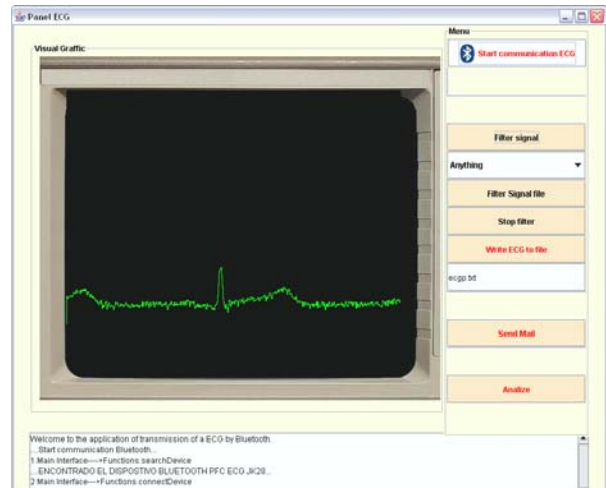 Panel ECG
Visual Graffic
Menu
Start communication ECG
Filter signal
Anything
Filter Signal file
Stop filter
Write ECG to file
ecgp.txt
Send Mail
Analize
Welcome to the application of transmission of a ECG by Bluetooth.
...Start communication Bluetooth...
1.Main Interface---->Functions.searchDevice
...ENCONTRADO EL DISPOSTIVO BLUETOOTH PFC ECG JK28...
2.Main Interface--->Functions.connectDevice